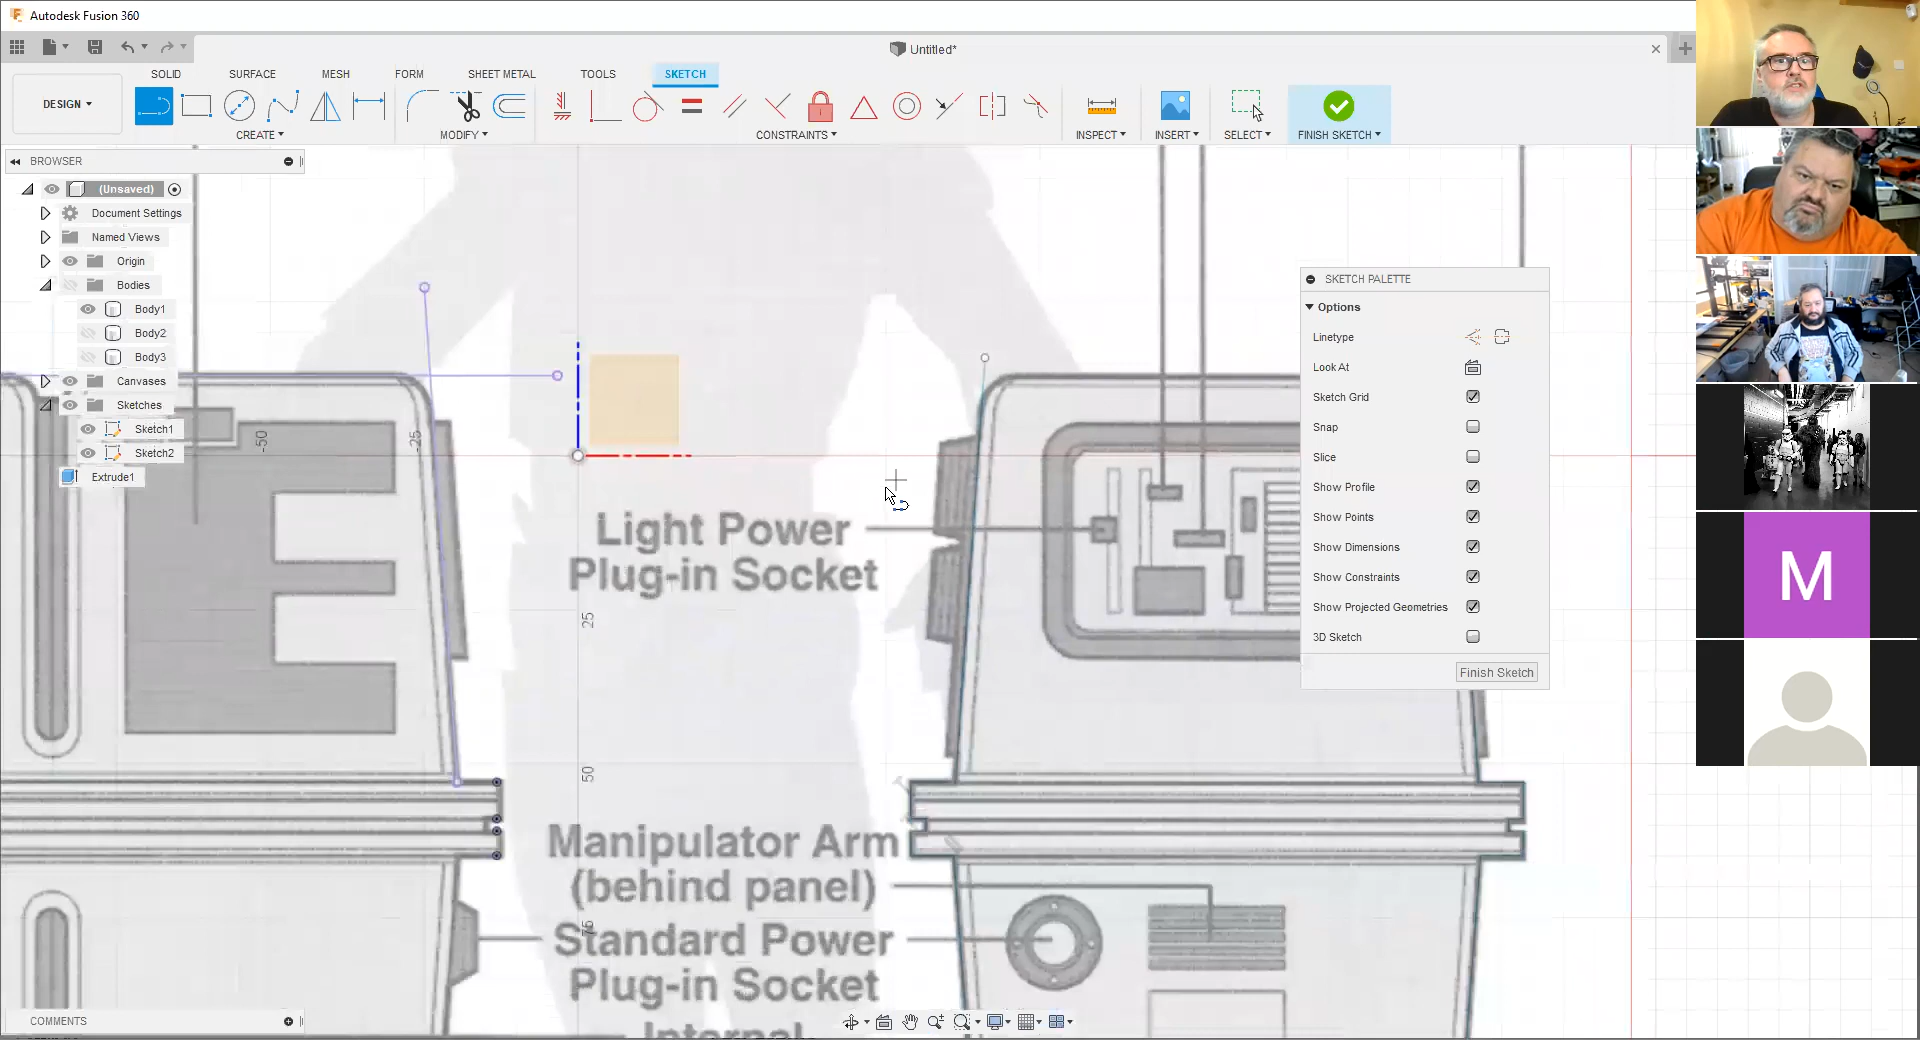 Autodesk Fusion 360
Untitled*
SOLID SURFACE MESH FORM SHEET METAL TOOLS SKETCH
DESIGN
CREATE MODIFY CONSTRAINTS INSPECT INSERT SELECT FINISH SKETCH
BROWSER
(Unsaved)
Document Settings
Named Views
Origin
Bodies
Body1
Body2
Body3
Canvases
Sketches
Sketch1
Sketch2
Extrude1
-50
-25
25
50
75
Light Power
Plug-in Socket
Manipulator Arm
(behind panel)
Standard Power
Plug-in Socket
Internal
SKETCH PALETTE
Options
Linetype
Look At
Sketch Grid
Snap
Slice
Show Profile
Show Points
Show Dimensions
Show Constraints
Show Projected Geometries
3D Sketch
Finish Sketch
M
COMMENTS